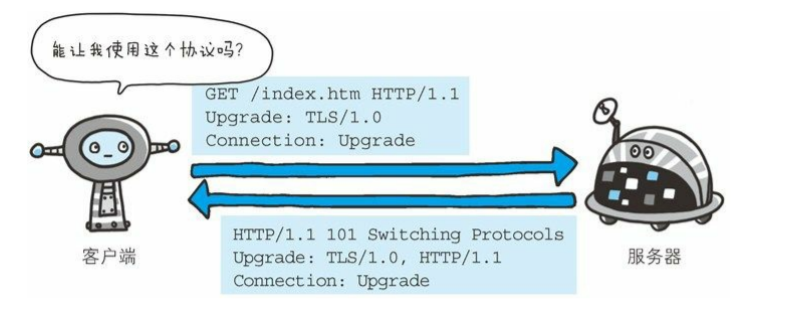 能让我使用这个协议吗?
GET /index.htm HTTP/1.1
Upgrade: TLS/1.0
Connection: Upgrade
客户端
HTTP/1.1 101 Switching Protocols
Upgrade: TLS/1.0, HTTP/1.1
Connection: Upgrade
服务器